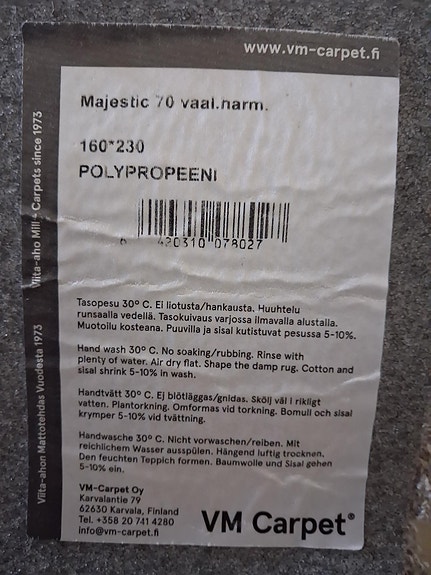 www.vm-carpet.fi
Majestic 70 vaal.harm.
160*230
POLYPROPEENI
6 420310 078027
Tasopesu 30° C. Ei liotusta/hankausta. Huuhtelu
runsaalla vedellä. Tasokuivaus varjossa ilmavalla alustalla.
Muotoilu kosteana. Puuvilla ja sisal kutistuvat pesussa 5-10%.
Hand wash 30° C. No soaking/rubbing. Rinse with
plenty of water. Air dry flat. Shape the damp rug. Cotton and
sisal shrink 5-10% in wash.
Handtvätt 30° C. Ej blötläggas/gnidas. Skölj väl i rikligt
vatten. Plantorkning. Omformas vid torkning. Bomull och sisal
krymper 5-10% vid tvättning.
Handwasche 30° C. Nicht vorwaschen/reiben. Mit
reichlichem Wasser ausspülen. Hängend luftig trocknen.
Den feuchten Teppich formen. Baumwolle und Sisal gehen
5-10% ein.
VM-Carpet Oy
Karvalantie 79
62630 Karvala, Finland
Tel. +358 20 741 4280
info@vm-carpet.fi
VM Carpet®
Viita-ahon Mattotehdas Vuodesta 1973
Viita-aho Mill - Carpets since 1973